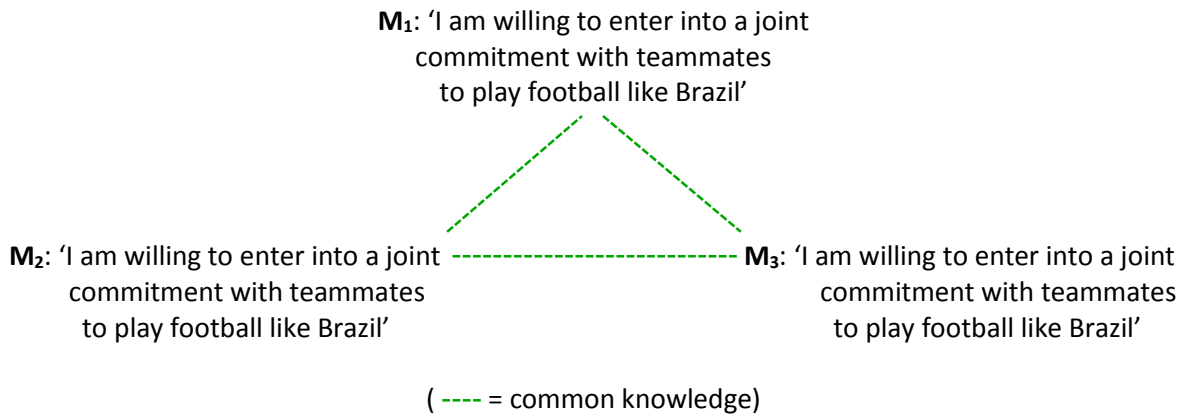 M₁: ‘I am willing to enter into a joint
commitment with teammates
to play football like Brazil’
M₂: ‘I am willing to enter into a joint
commitment with teammates
to play football like Brazil’
M₃: ‘I am willing to enter into a joint
commitment with teammates
to play football like Brazil’
( ---- = common knowledge)